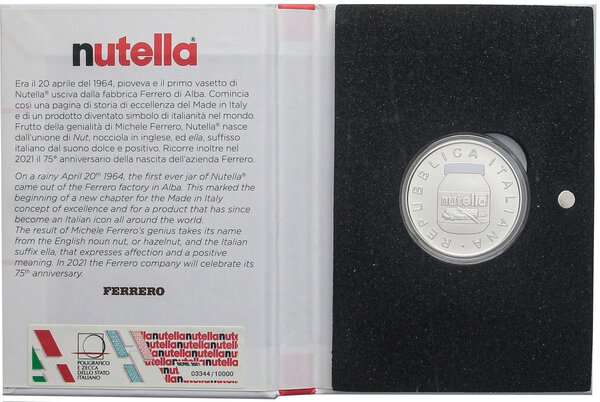 nutella®
Era il 20 aprile del 1964, pioveva e il primo vasetto di
Nutella® usciva dalla fabbrica Ferrero di Alba. Comincia
così una pagina di storia di eccellenza del Made in Italy
e di un prodotto diventato simbolo di italianità nel mondo.
Frutto della genialità di Michele Ferrero, Nutella® nasce
dall'unione di Nut, nocciola in inglese, ed ella, suffisso
italiano dal suono dolce e positivo. Ricorre inoltre nel
2021 il 75° anniversario della nascita dell'azienda Ferrero.
On a rainy April 20th 1964, the first ever jar of Nutella®
came out of the Ferrero factory in Alba. This marked the
beginning of a new chapter for the Made in Italy
concept of excellence and for a product that has since
become an Italian icon all around the world.
The result of Michele Ferrero's genius takes its name
from the English noun nut, or hazelnut, and the Italian
suffix ella, that expresses affection and a positive
meaning. In 2021 the Ferrero company will celebrate its
75th anniversary.
FERRERO
POLIGRAFICO
E ZECCA
DELLO STATO
ITALIANO
nutella nutella nutella
03344/10000
REPUBBLICA ITALIANA
nutella